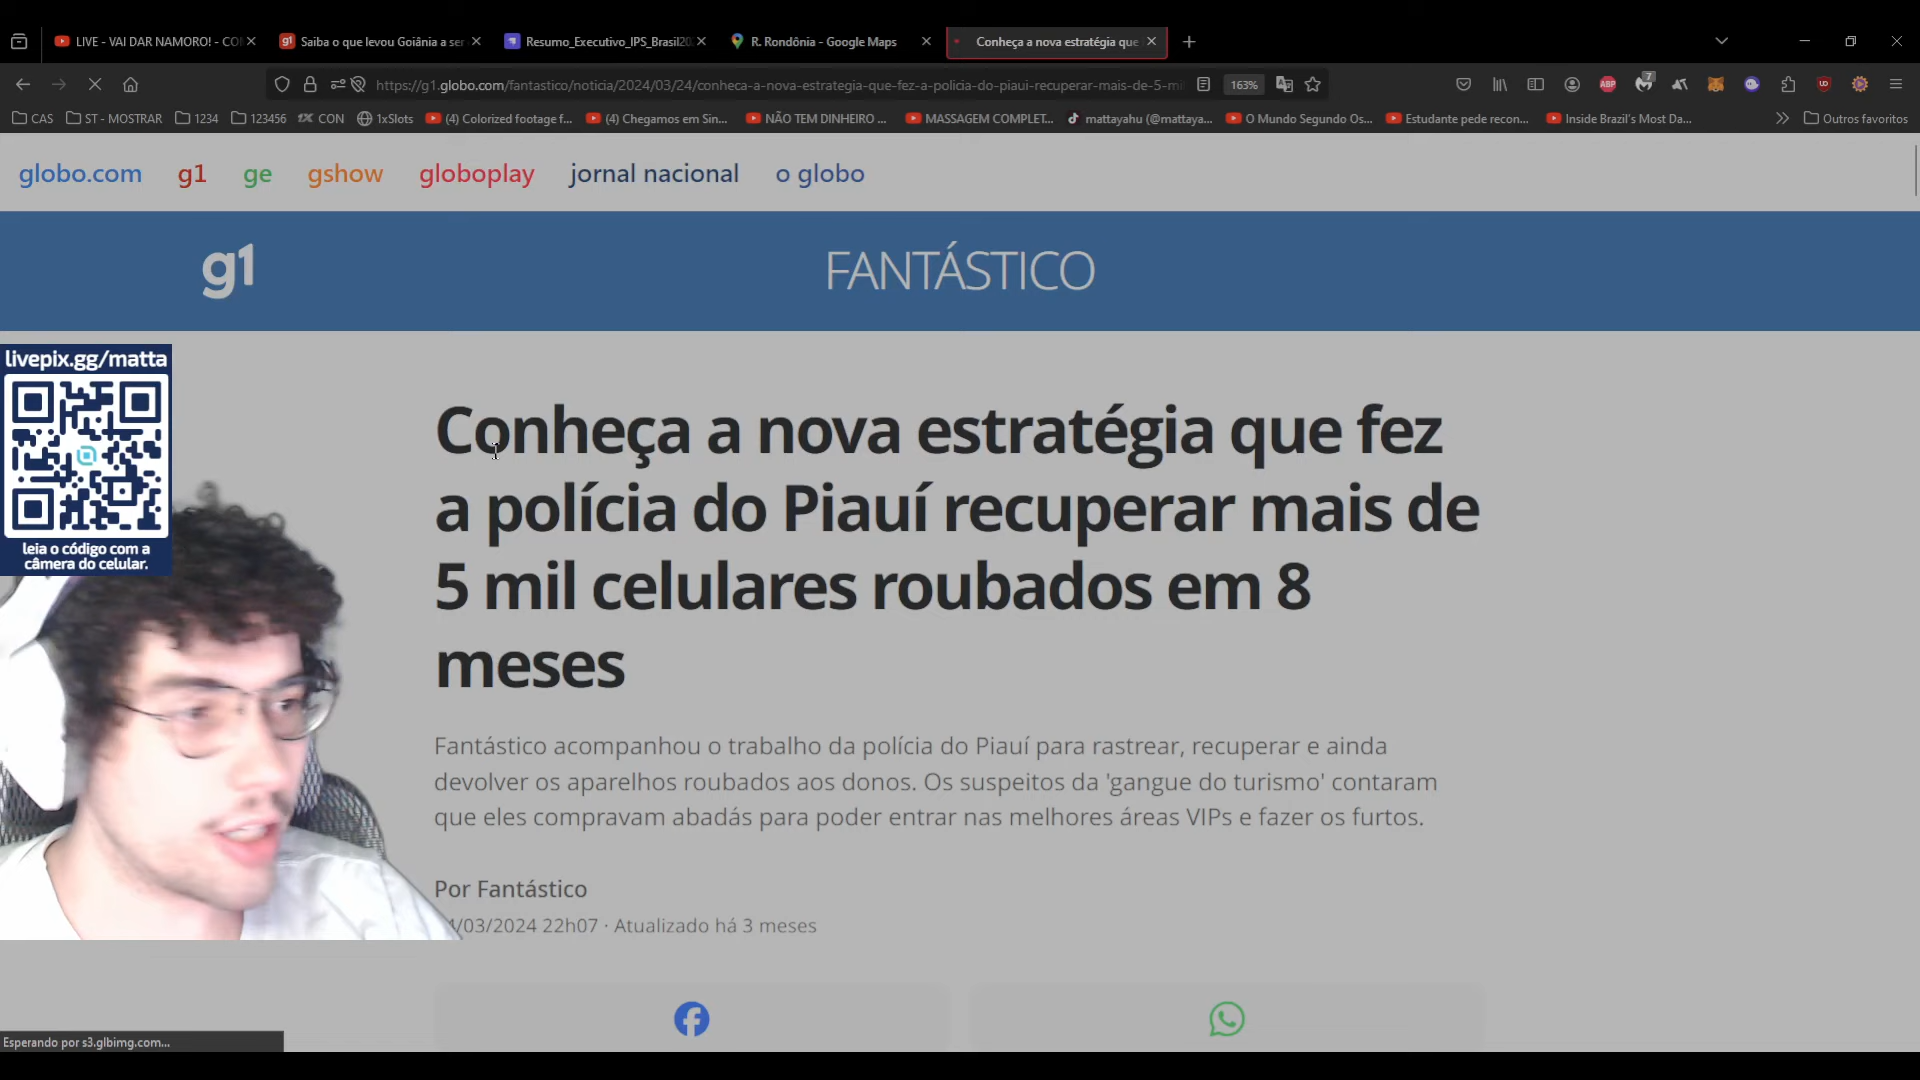 LIVE - VAI DAR NAMORO! - CO
Saiba o que levou Goiânia a ser
Resumo_Executivo_IPS_Brasil20
R. Rondônia - Google Maps
Conheça a nova estratégia que
https://g1.globo.com/fantastico/noticia/2024/03/24/conheca-a-nova-estrategia-que-fez-a-policia-do-piaui-recuperar-mais-de-5-mil
163%
7
CAS
ST - MOSTRAR
1234
123456
CON
1xSlots
(4) Colorized footage f...
(4) Chegamos em Sin...
NÃO TEM DINHEIRO ...
MASSAGEM COMPLET...
mattayahu (@mattaya...
O Mundo Segundo Os...
Estudante pede recon...
Inside Brazil's Most Da...
Outros favoritos
globo.com
g1
ge
gshow
globoplay
jornal nacional
o globo
g1
FANTÁSTICO
livepix.gg/matta
leia o código com a
câmera do celular.
Conheça a nova estratégia que fez
a polícia do Piauí recuperar mais de
5 mil celulares roubados em 8
meses
Fantástico acompanhou o trabalho da polícia do Piauí para rastrear, recuperar e ainda
devolver os aparelhos roubados aos donos. Os suspeitos da 'gangue do turismo' contaram
que eles compravam abadás para poder entrar nas melhores áreas VIPs e fazer os furtos.
Por Fantástico
4/03/2024 22h07 · Atualizado há 3 meses
Esperando por s3.glbimg.com...